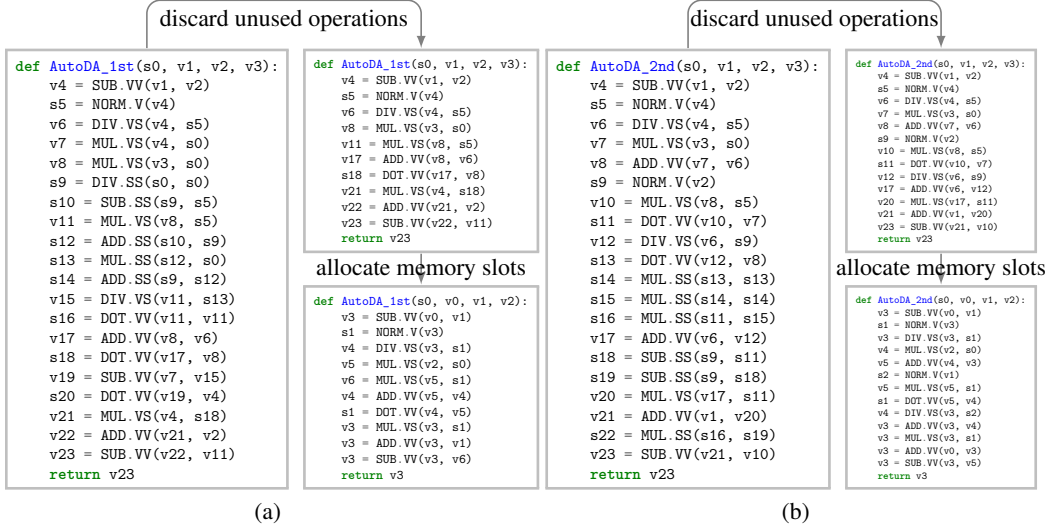 discard unused operations
def AutoDA_1st(s0, v1, v2, v3):
v4 = SUB.VV(v1, v2)
s5 = NORM.V(v4)
v6 = DIV.VS(v4, s5)
v7 = MUL.VS(v4, s0)
v8 = MUL.VS(v3, s0)
s9 = DIV.SS(s0, s0)
s10 = SUB.SS(s9, s5)
v11 = MUL.VS(v8, s5)
s12 = ADD.SS(s10, s9)
s13 = MUL.SS(s12, s0)
s14 = ADD.SS(s9, s12)
v15 = DIV.VS(v11, s13)
s16 = DOT.VV(v11, v11)
v17 = ADD.VV(v8, v6)
s18 = DOT.VV(v17, v8)
v19 = SUB.VV(v7, v15)
s20 = DOT.VV(v19, v4)
v21 = MUL.VS(v4, s18)
v22 = ADD.VV(v21, v2)
v23 = SUB.VV(v22, v11)
return v23
def AutoDA_1st(s0, v1, v2, v3):
v4 = SUB.VV(v1, v2)
s5 = NORM.V(v4)
v6 = DIV.VS(v4, s5)
v8 = MUL.VS(v3, s0)
v11 = MUL.VS(v8, s5)
v17 = ADD.VV(v8, v6)
s18 = DOT.VV(v17, v8)
v21 = MUL.VS(v4, s18)
v22 = ADD.VV(v21, v2)
v23 = SUB.VV(v22, v11)
return v23
allocate memory slots
def AutoDA_1st(s0, v0, v1, v2):
v3 = SUB.VV(v0, v1)
s1 = NORM.V(v3)
v4 = DIV.VS(v3, s1)
v5 = MUL.VS(v2, s0)
v6 = MUL.VS(v5, s1)
v4 = ADD.VV(v5, v4)
s1 = DOT.VV(v4, v5)
v3 = MUL.VS(v3, s1)
v3 = ADD.VV(v3, v1)
v3 = SUB.VV(v3, v6)
return v3
(a)
discard unused operations
def AutoDA_2nd(s0, v1, v2, v3):
v4 = SUB.VV(v1, v2)
s5 = NORM.V(v4)
v6 = DIV.VS(v4, s5)
v7 = MUL.VS(v3, s0)
v8 = ADD.VV(v7, v6)
s9 = NORM.V(v2)
v10 = MUL.VS(v8, s5)
s11 = DOT.VV(v10, v7)
v12 = DIV.VS(v6, s9)
s13 = DOT.VV(v12, v8)
s14 = MUL.SS(s13, s13)
s15 = MUL.SS(s14, s14)
s16 = MUL.SS(s11, s15)
v17 = ADD.VV(v6, v12)
s18 = SUB.SS(s9, s11)
s19 = SUB.SS(s9, s18)
v20 = MUL.VS(v17, s11)
v21 = ADD.VV(v1, v20)
s22 = MUL.SS(s16, s19)
v23 = SUB.VV(v21, v10)
return v23
def AutoDA_2nd(s0, v1, v2, v3):
v4 = SUB.VV(v1, v2)
s5 = NORM.V(v4)
v6 = DIV.VS(v4, s5)
v7 = MUL.VS(v3, s0)
v8 = ADD.VV(v7, v6)
s9 = NORM.V(v2)
v10 = MUL.VS(v8, s5)
s11 = DOT.VV(v10, v7)
v12 = DIV.VS(v6, s9)
v17 = ADD.VV(v6, v12)
v20 = MUL.VS(v17, s11)
v21 = ADD.VV(v1, v20)
v23 = SUB.VV(v21, v10)
return v23
allocate memory slots
def AutoDA_2nd(s0, v0, v1, v2):
v3 = SUB.VV(v0, v1)
s1 = NORM.V(v3)
v3 = DIV.VS(v3, s1)
v4 = MUL.VS(v2, s0)
v5 = ADD.VV(v4, v3)
s2 = NORM.V(v1)
v5 = MUL.VS(v5, s1)
s1 = DOT.VV(v5, v4)
v4 = DIV.VS(v3, s2)
v3 = ADD.VV(v3, v4)
v3 = MUL.VS(v3, s1)
v3 = ADD.VV(v0, v3)
v3 = SUB.VV(v3, v5)
return v3
(b)